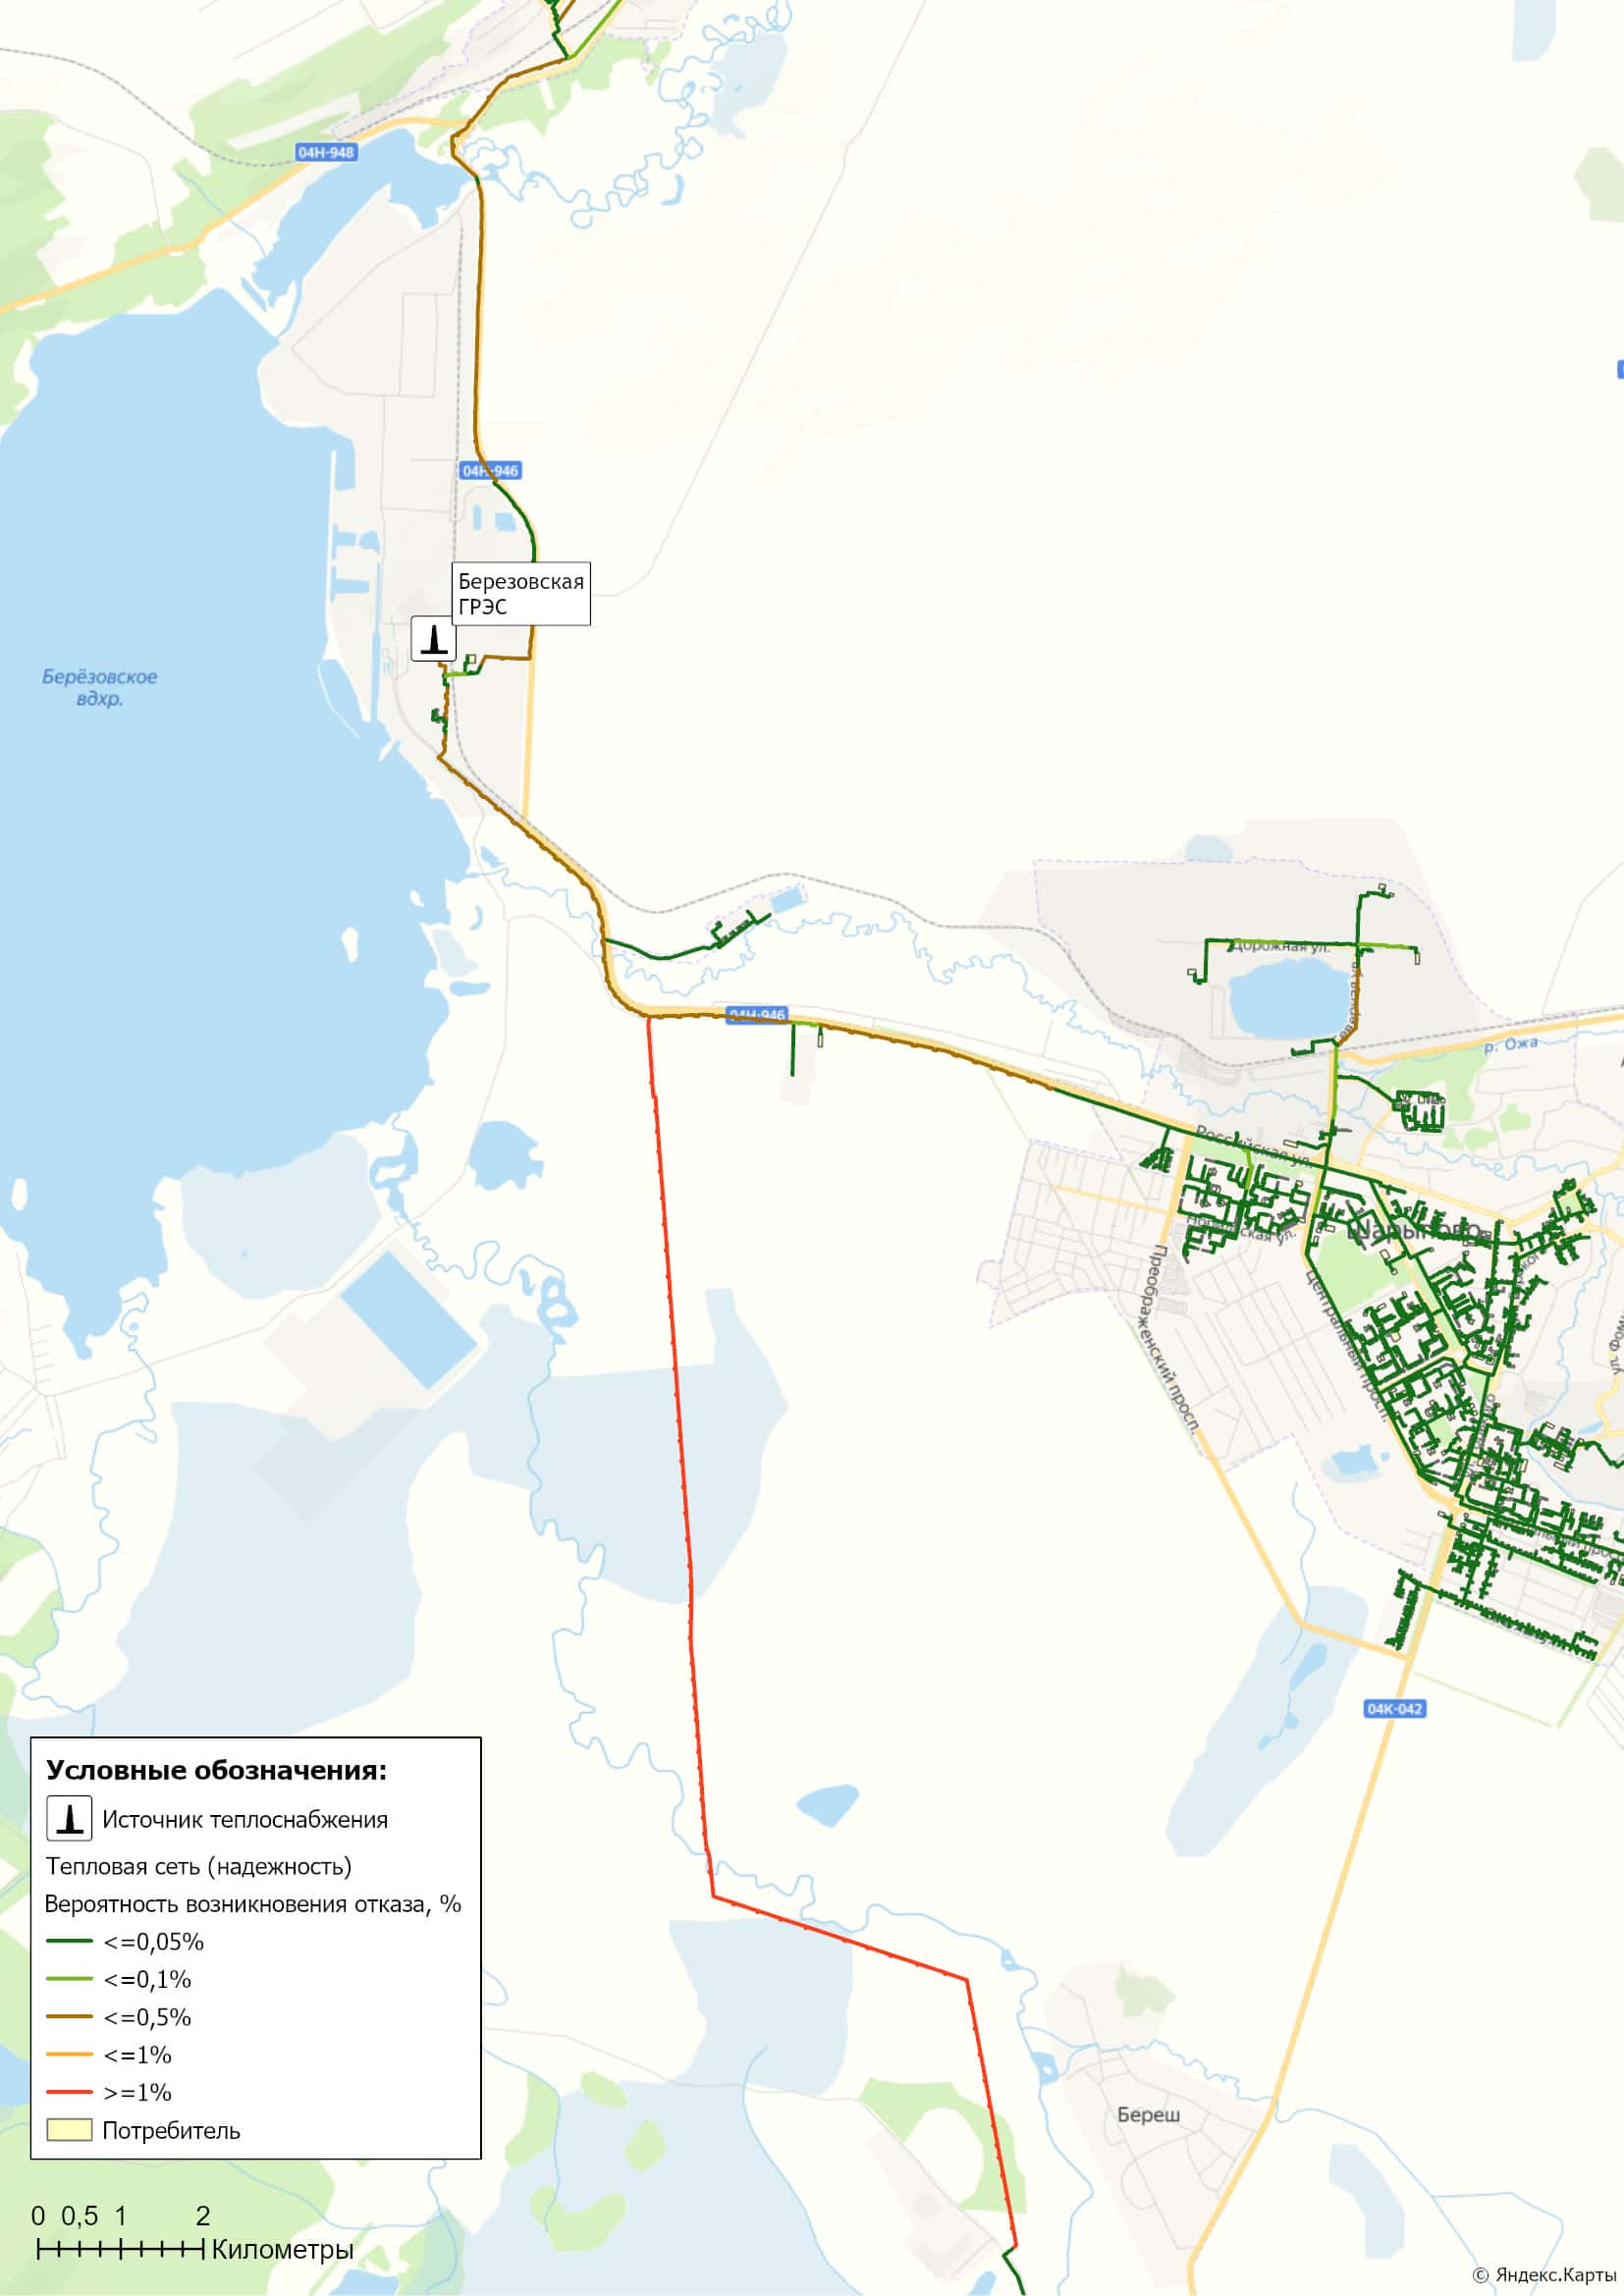 04Н-948
04Н-946
Березовская
ГРЭС
Берёзовское
вдхр.
Дорожная ул.
04Н-946
р. Ожа
Российская ул.
Шарыпово
Преображенский просп.
Центральный просп.
04К-042
Условные обозначения:
Источник теплоснабжения
Тепловая сеть (надежность)
Вероятность возникновения отказа, %
<=0,05%
<=0,1%
<=0,5%
<=1%
>=1%
Потребитель
Береш
0 0,5 1 2
Километры
© Яндекс.Карты